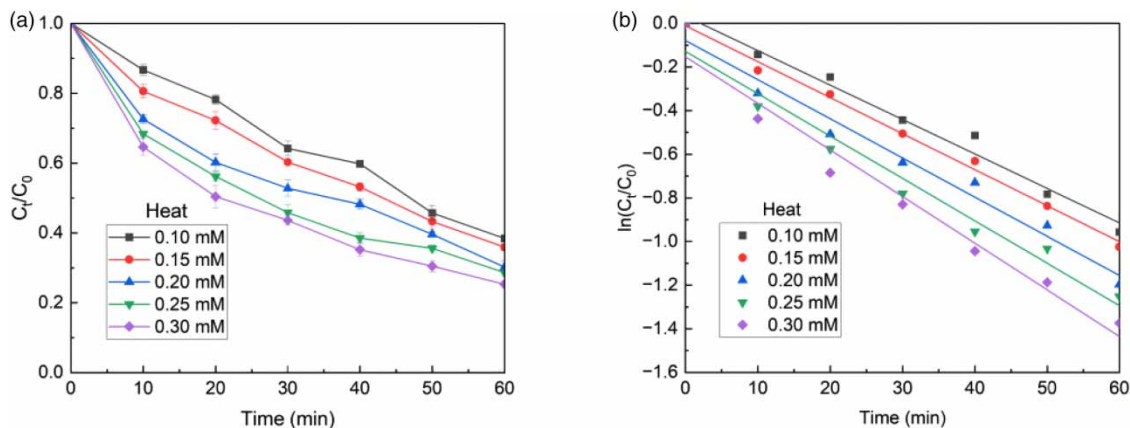 (a)
1.0
0.8
0.6
0.4
0.2
0.0
C_t/C_0
Heat
0.10 mM
0.15 mM
0.20 mM
0.25 mM
0.30 mM
0 10 20 30 40 50 60
Time (min)
(b)
0.0
-0.2
-0.4
-0.6
-0.8
-1.0
-1.2
-1.4
-1.6
ln(C_t/C_0)
Heat
0.10 mM
0.15 mM
0.20 mM
0.25 mM
0.30 mM
0 10 20 30 40 50 60
Time (min)